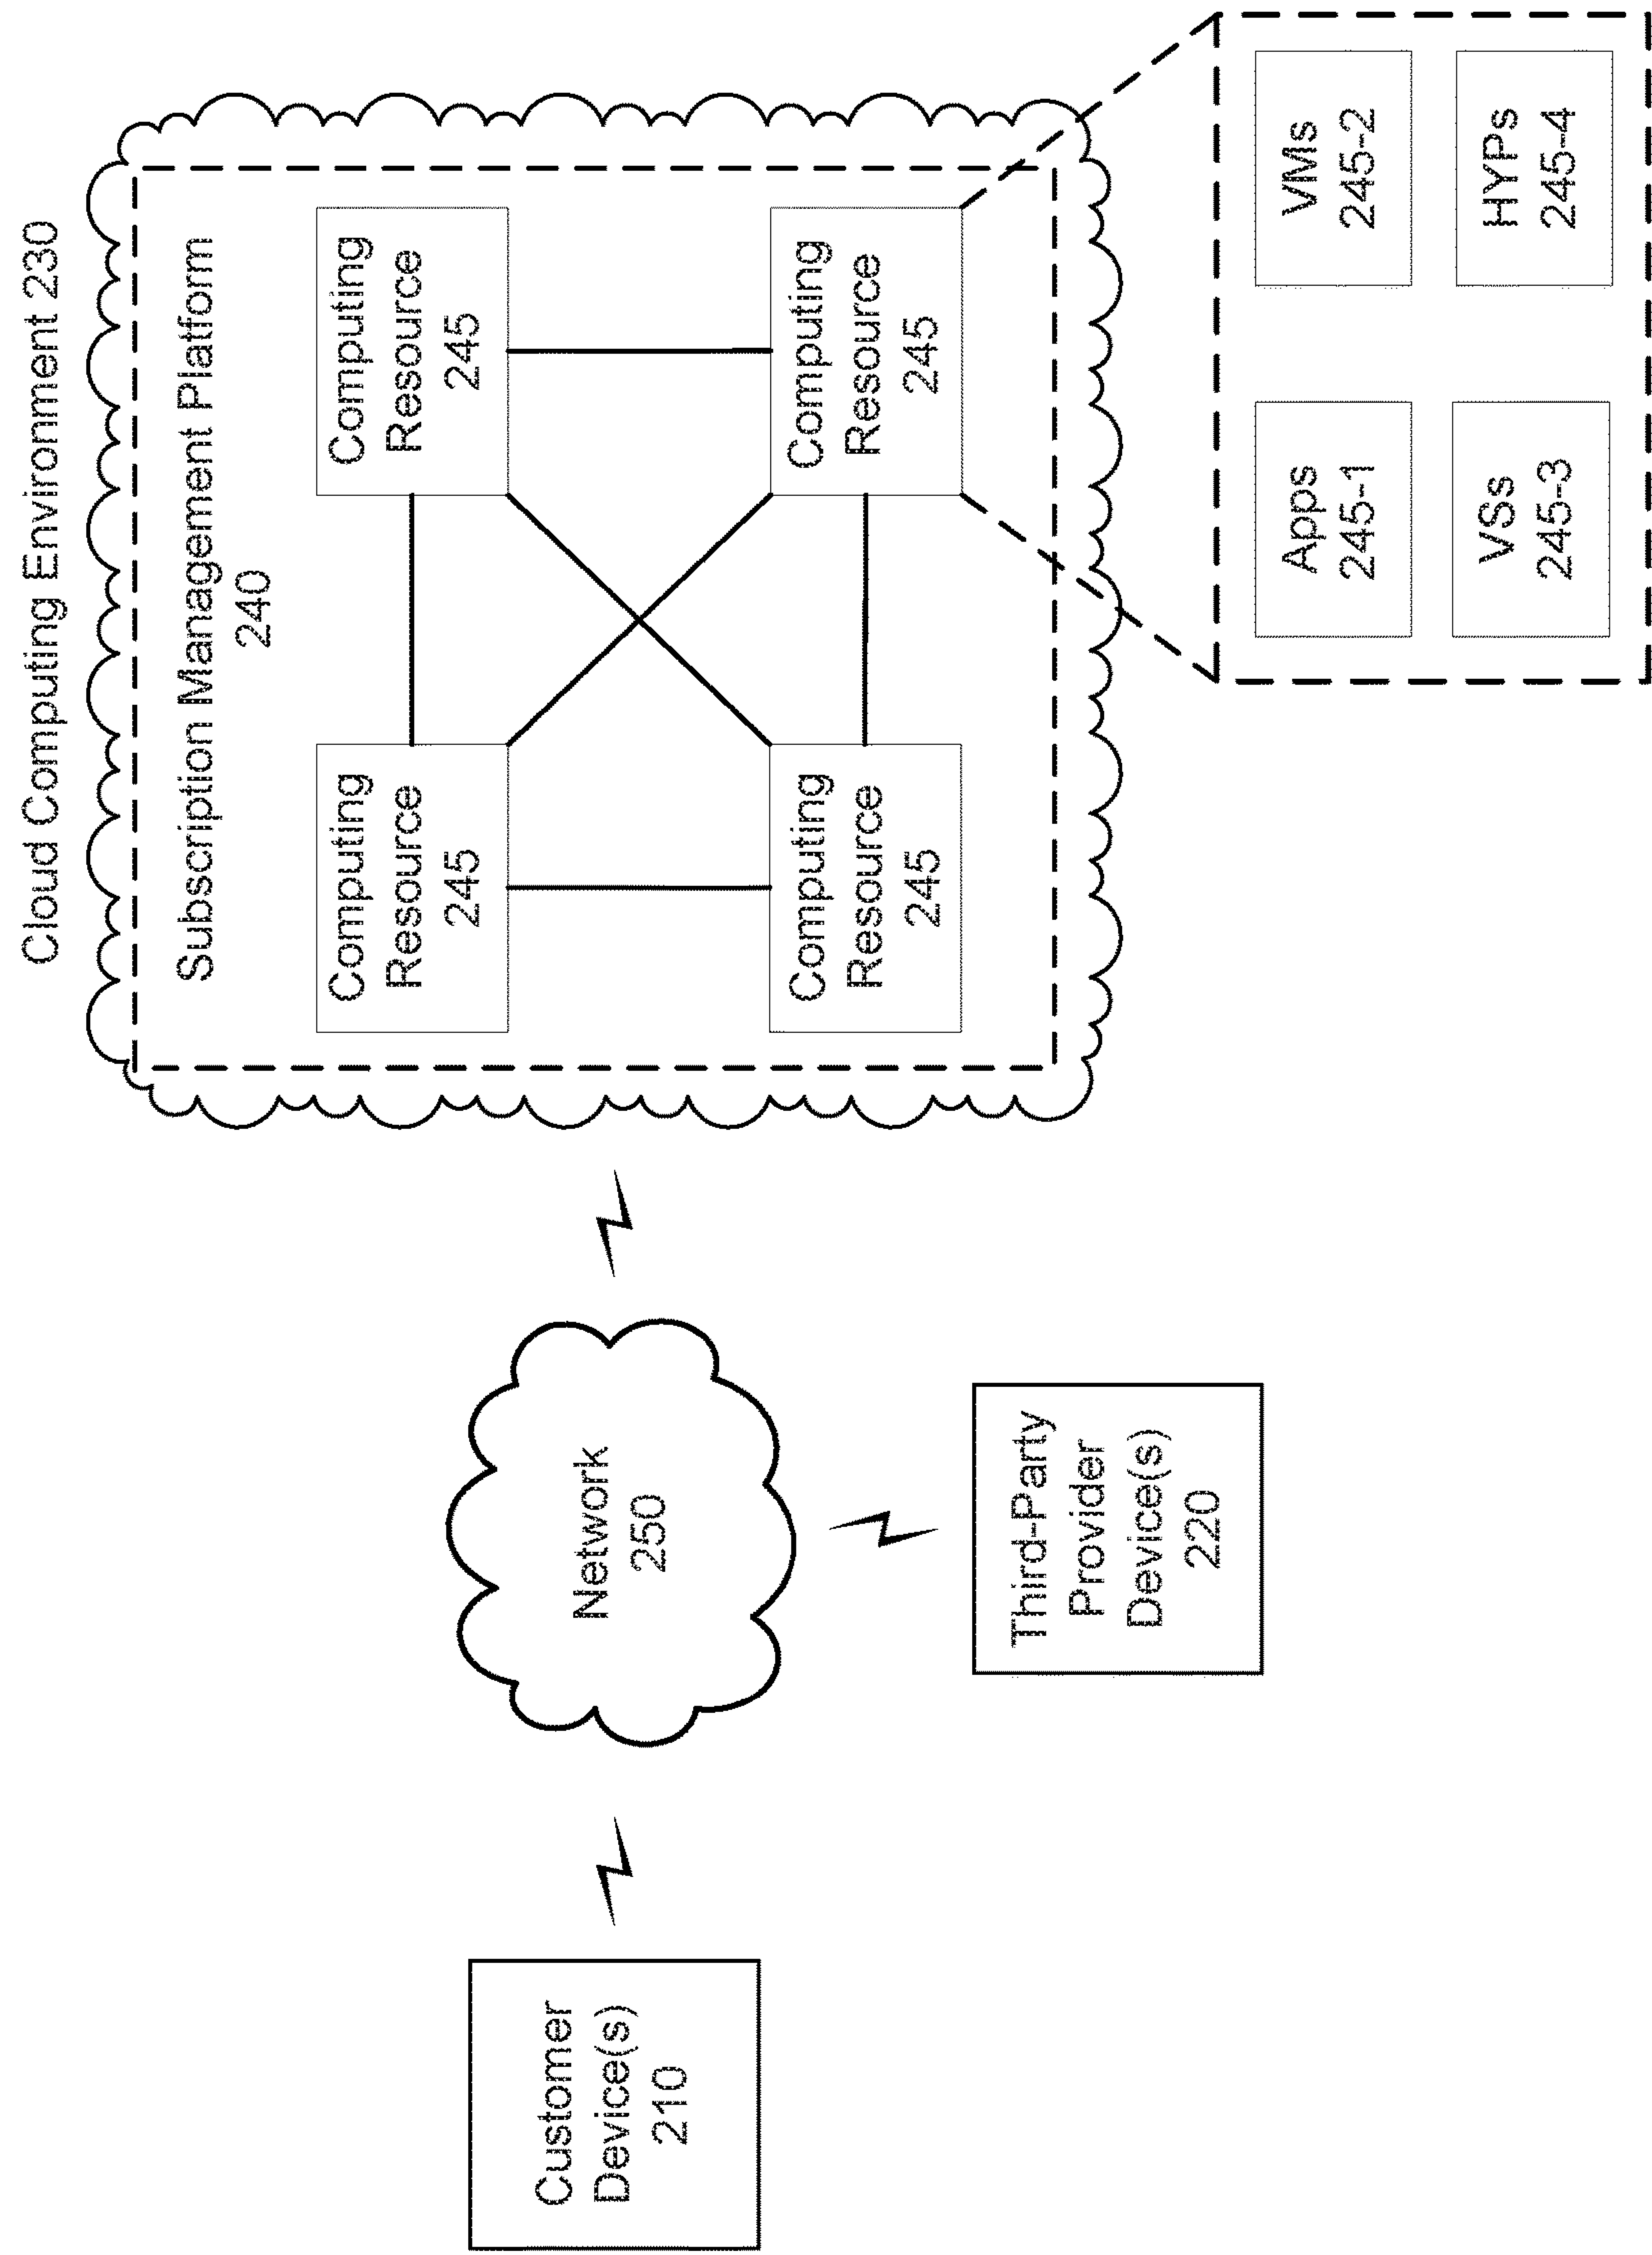 Cloud Computing Environment 230
Subscription Management Platform
240
Computing
Resource
245
Computing
Resource
245
Computing
Resource
245
Computing
Resource
245
Customer
Device(s)
210
Network
250
Third-Party
Provider
Device(s)
220
Apps
245-1
VMs
245-2
VSs
245-3
HYPs
245-4